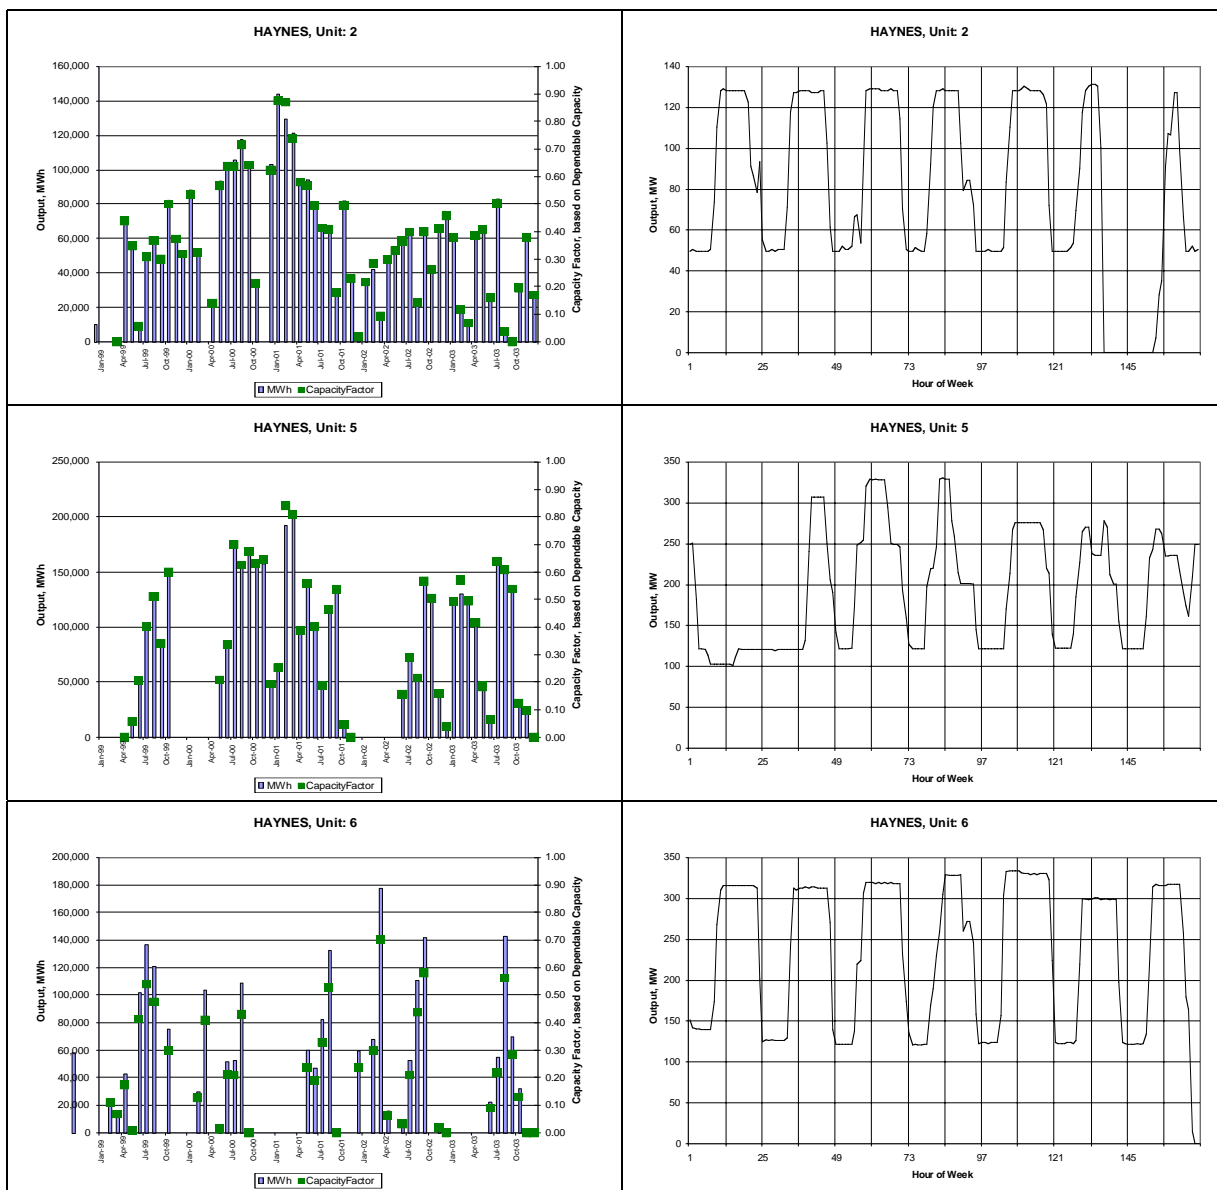 HAYNES, Unit: 2
160,000
140,000
120,000
100,000
80,000
60,000
40,000
20,000
0
Output, MWh
1.00
0.90
0.80
0.70
0.60
0.50
0.40
0.30
0.20
0.10
0.00
Capacity Factor, based on Dependable Capacity
Jan-99
Apr-99
Jul-99
Oct-99
Jan-00
Apr-00
Jul-00
Oct-00
Jan-01
Apr-01
Jul-01
Oct-01
Jan-02
Apr-02
Jul-02
Oct-02
Jan-03
Apr-03
Jul-03
Oct-03
MWh CapacityFactor
HAYNES, Unit: 2
140
120
100
80
60
40
20
0
Output, MW
1 25 49 73 97 121 145
Hour of Week
HAYNES, Unit: 5
250,000
200,000
150,000
100,000
50,000
0
Output, MWh
1.00
0.90
0.80
0.70
0.60
0.50
0.40
0.30
0.20
0.10
0.00
Capacity Factor, based on Dependable Capacity
Jan-99
Apr-99
Jul-99
Oct-99
Jan-00
Apr-00
Jul-00
Oct-00
Jan-01
Apr-01
Jul-01
Oct-01
Jan-02
Apr-02
Jul-02
Oct-02
Jan-03
Apr-03
Jul-03
Oct-03
MWh CapacityFactor
HAYNES, Unit: 5
350
300
250
200
150
100
50
0
Output, MW
1 25 49 73 97 121 145
Hour of Week
HAYNES, Unit: 6
200,000
180,000
160,000
140,000
120,000
100,000
80,000
60,000
40,000
20,000
0
Output, MWh
1.00
0.90
0.80
0.70
0.60
0.50
0.40
0.30
0.20
0.10
0.00
Capacity Factor, based on Dependable Capacity
Jan-99
Apr-99
Jul-99
Oct-99
Jan-00
Apr-00
Jul-00
Oct-00
Jan-01
Apr-01
Jul-01
Oct-01
Jan-02
Apr-02
Jul-02
Oct-02
Jan-03
Apr-03
Jul-03
Oct-03
MWh CapacityFactor
HAYNES, Unit: 6
350
300
250
200
150
100
50
0
Output, MW
1 25 49 73 97 121 145
Hour of Week